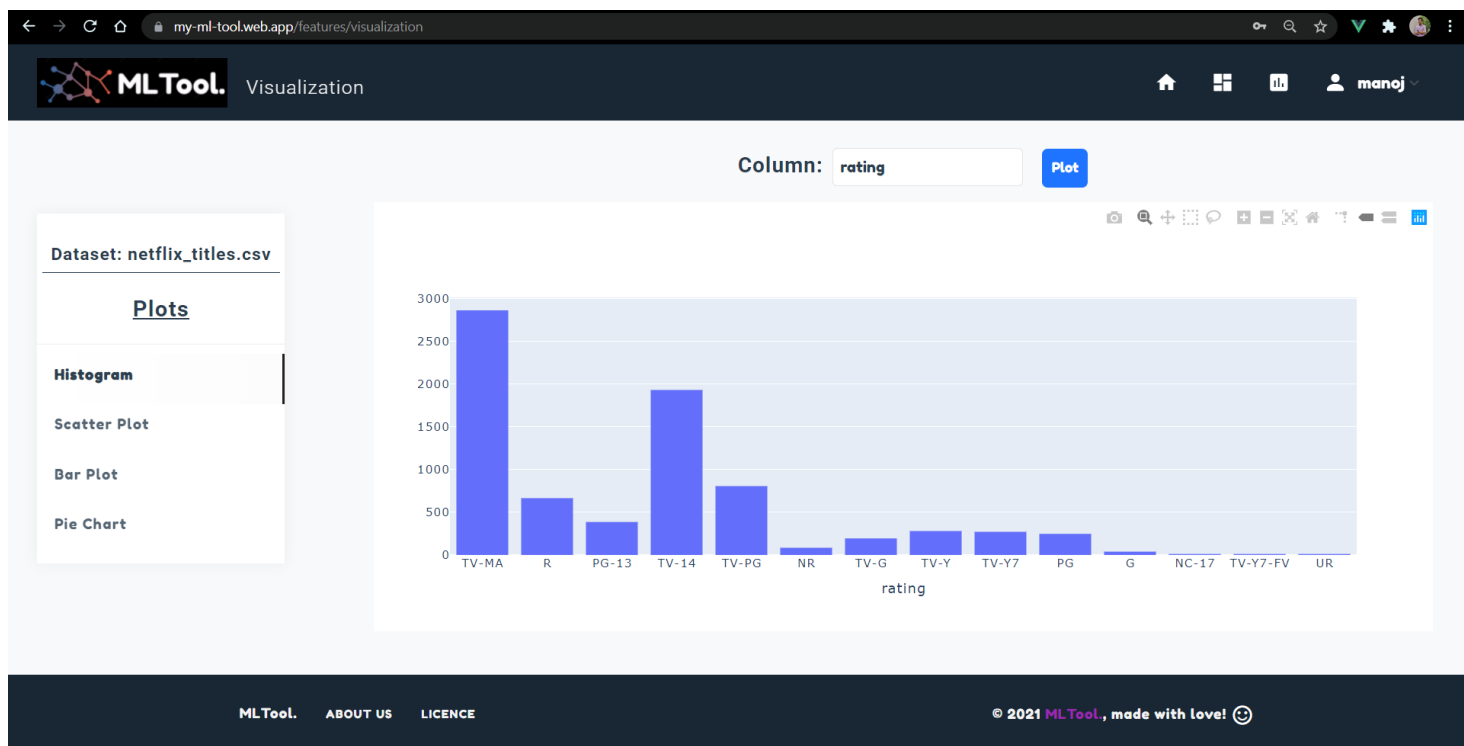 my-ml-tool.web.app/features/visualization
MLTool. Visualization manoj
Column: rating Plot
Dataset: netflix_titles.csv
Plots
Histogram
Scatter Plot
Bar Plot
Pie Chart
3000
2500
2000
1500
1000
500
0
TV-MA R PG-13 TV-14 TV-PG NR TV-G TV-Y TV-Y7 PG G NC-17 TV-Y7-FV UR
rating
MLTool. ABOUT US LICENCE © 2021 MLTool., made with love!